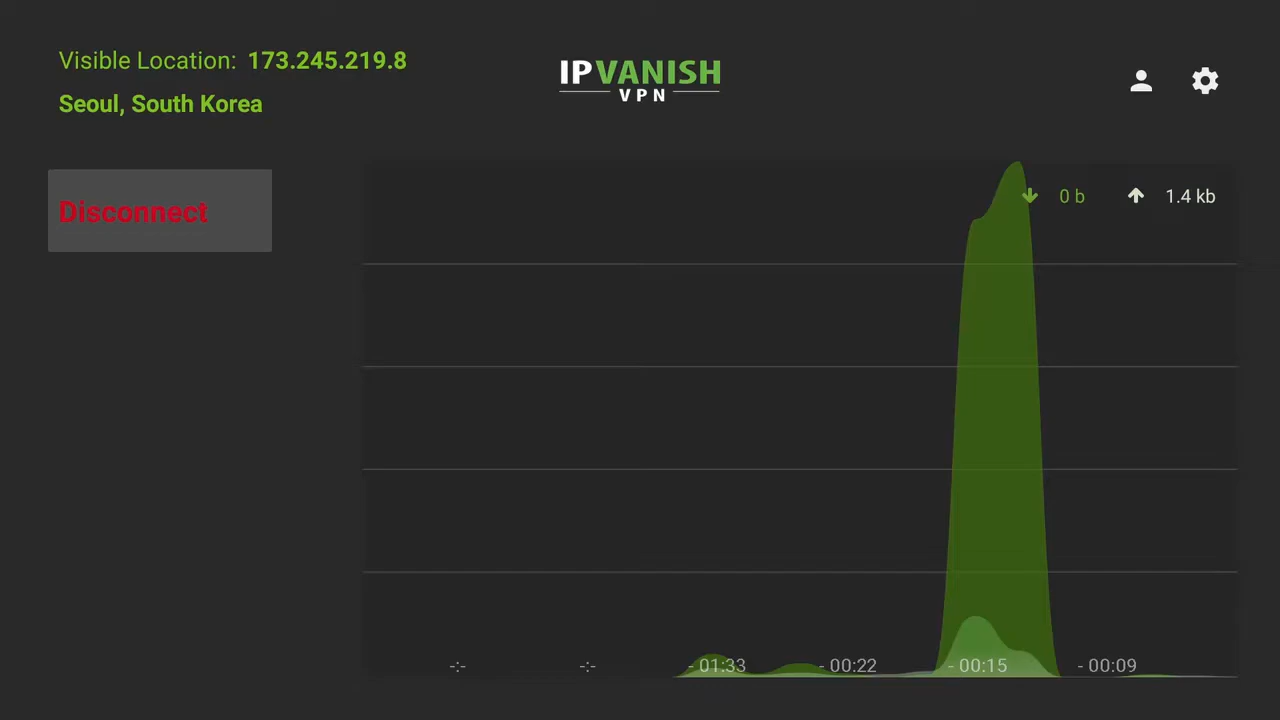 Visible Location: 173.245.219.8
Seoul, South Korea
IPVANISH
VPN
Disconnect
0 b 1.4 kb
-:- -:- - 01:33 - 00:22 - 00:15 - 00:09